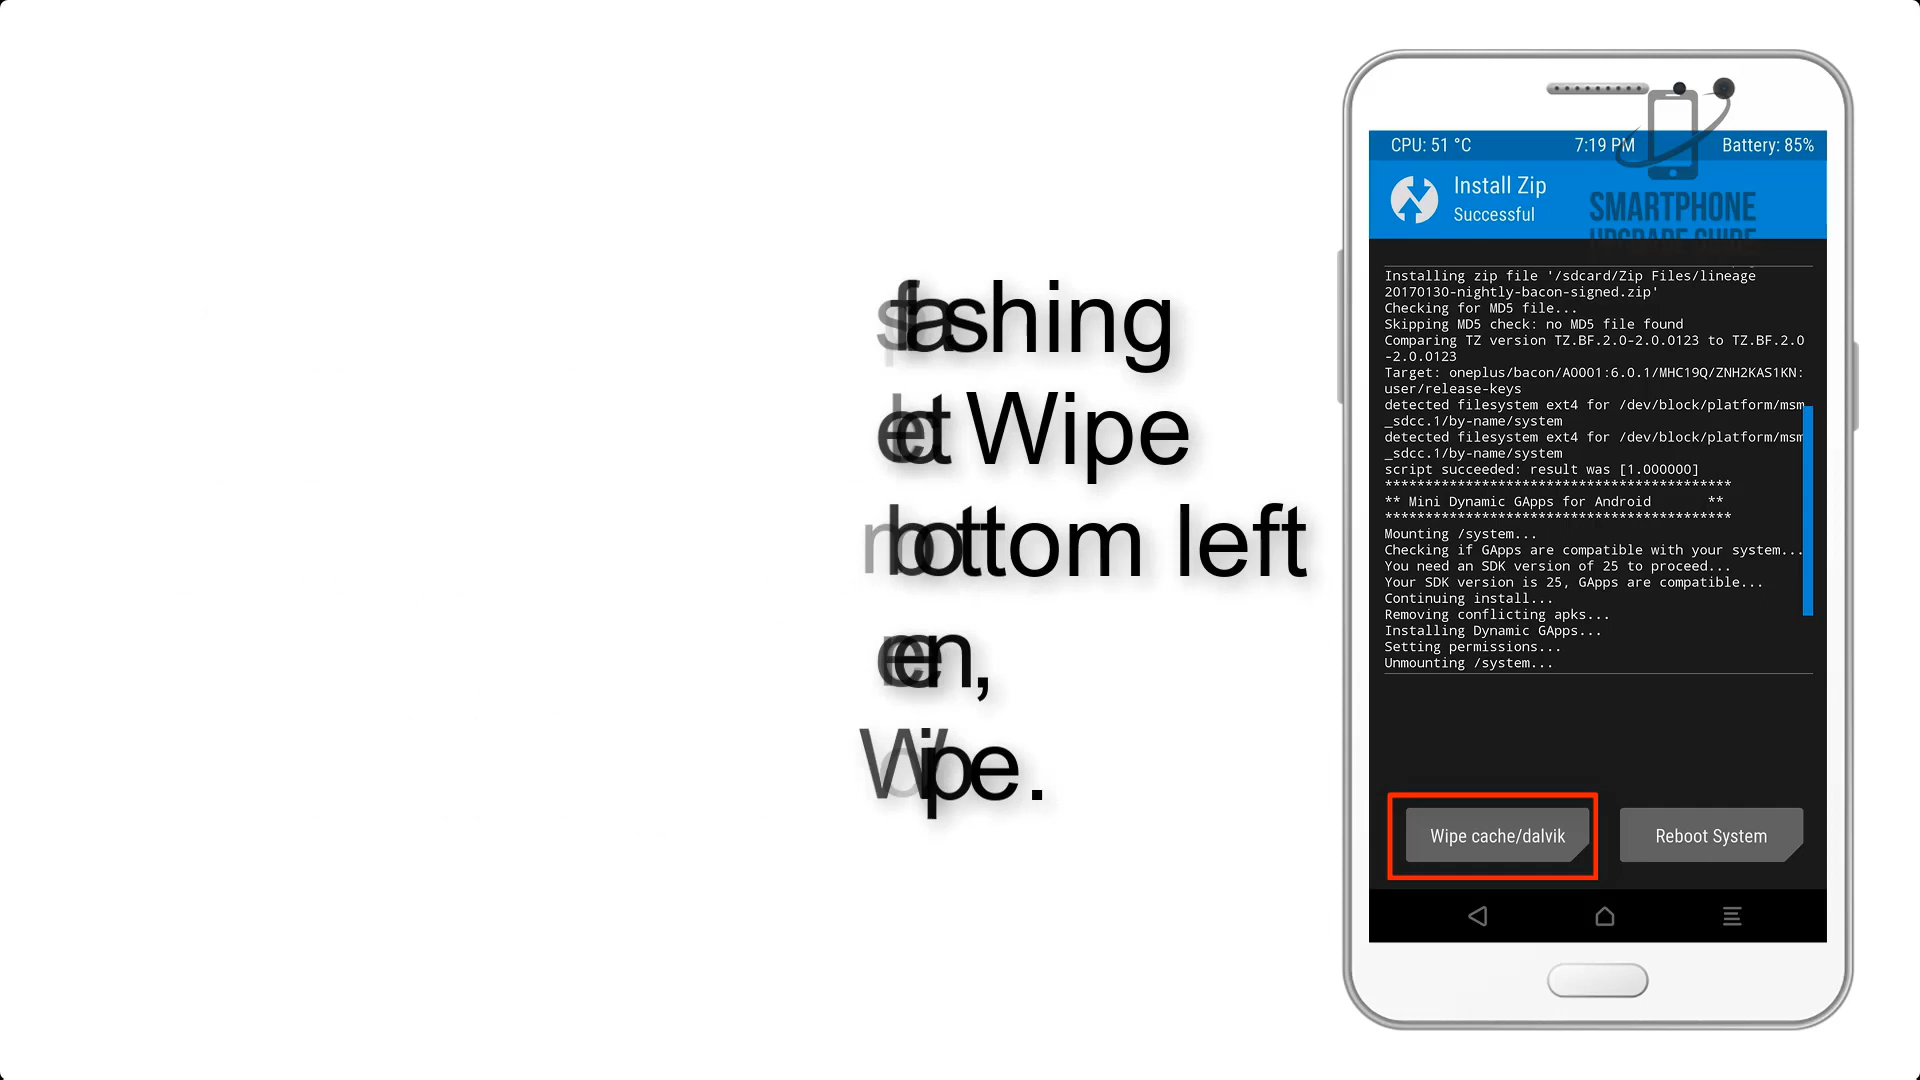 flashing
Wipe
bottom left
en,
Wipe.
CPU: 51 °C 7:19 PM Battery: 85%
SMARTPHONE
UPGRADE GUIDE
Install Zip
Successful
Installing zip file '/sdcard/Zip Files/lineage
20170130-nightly-bacon-signed.zip'
Checking for MD5 file...
Skipping MD5 check: no MD5 file found
Comparing TZ version TZ.BF.2.0-2.0.0123 to TZ.BF.2.0
-2.0.0123
Target: oneplus/bacon/A0001:6.0.1/MHC19Q/ZNH2KAS1KN:
user/release-keys
detected filesystem ext4 for /dev/block/platform/msm
_sdcc.1/by-name/system
detected filesystem ext4 for /dev/block/platform/msm
_sdcc.1/by-name/system
script succeeded: result was [1.000000]
*******************************************
** Mini Dynamic GApps for Android **
*******************************************
Mounting /system...
Checking if GApps are compatible with your system...
You need an SDK version of 25 to proceed...
Your SDK version is 25, GApps are compatible...
Continuing install...
Removing conflicting apks...
Installing Dynamic GApps...
Setting permissions...
Unmounting /system...
Wipe cache/dalvik
Reboot System